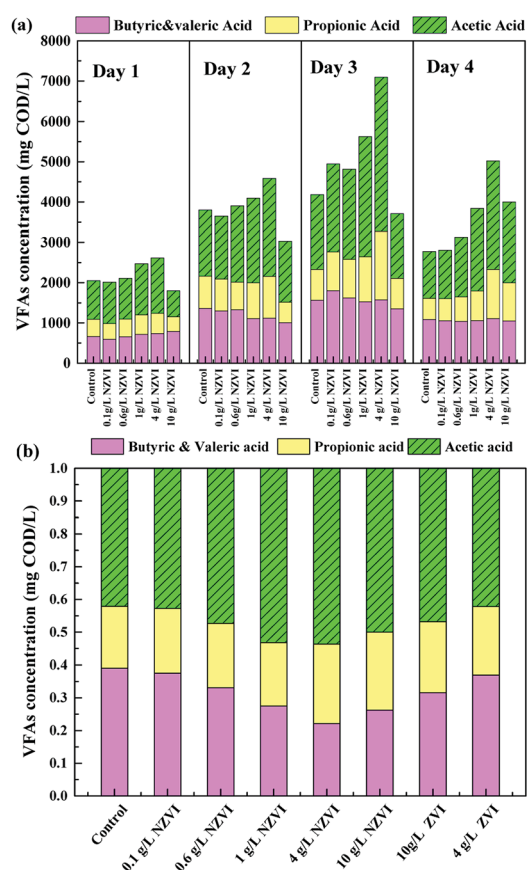 (a)
Butyric&valeric Acid Propionic Acid Acetic Acid
VFAs concentration (mg COD/L)
8000
7000
6000
5000
4000
3000
2000
1000
0
Day 1 Day 2 Day 3 Day 4
Control 0.1g/L NZVI 0.6g/L NZVI 1g/L NZVI 4 g/L NZVI 10 g/L NZVI
Control 0.1g/L NZVI 0.6g/L NZVI 1g/L NZVI 4 g/L NZVI 10 g/L NZVI
Control 0.1g/L NZVI 0.6g/L NZVI 1g/L NZVI 4 g/L NZVI 10 g/L NZVI
Control 0.1g/L NZVI 0.6g/L NZVI 1g/L NZVI 4 g/L NZVI 10 g/L NZVI
(b)
Butyric & Valeric acid Propionic acid Acetic acid
VFAs concentration (mg COD/L)
1.0
0.9
0.8
0.7
0.6
0.5
0.4
0.3
0.2
0.1
0.0
Control 0.1 g/L NZVI 0.6 g/L NZVI 1 g/L NZVI 4 g/L NZVI 10 g/L NZVI 10g/L ZVI 4 g/L ZVI